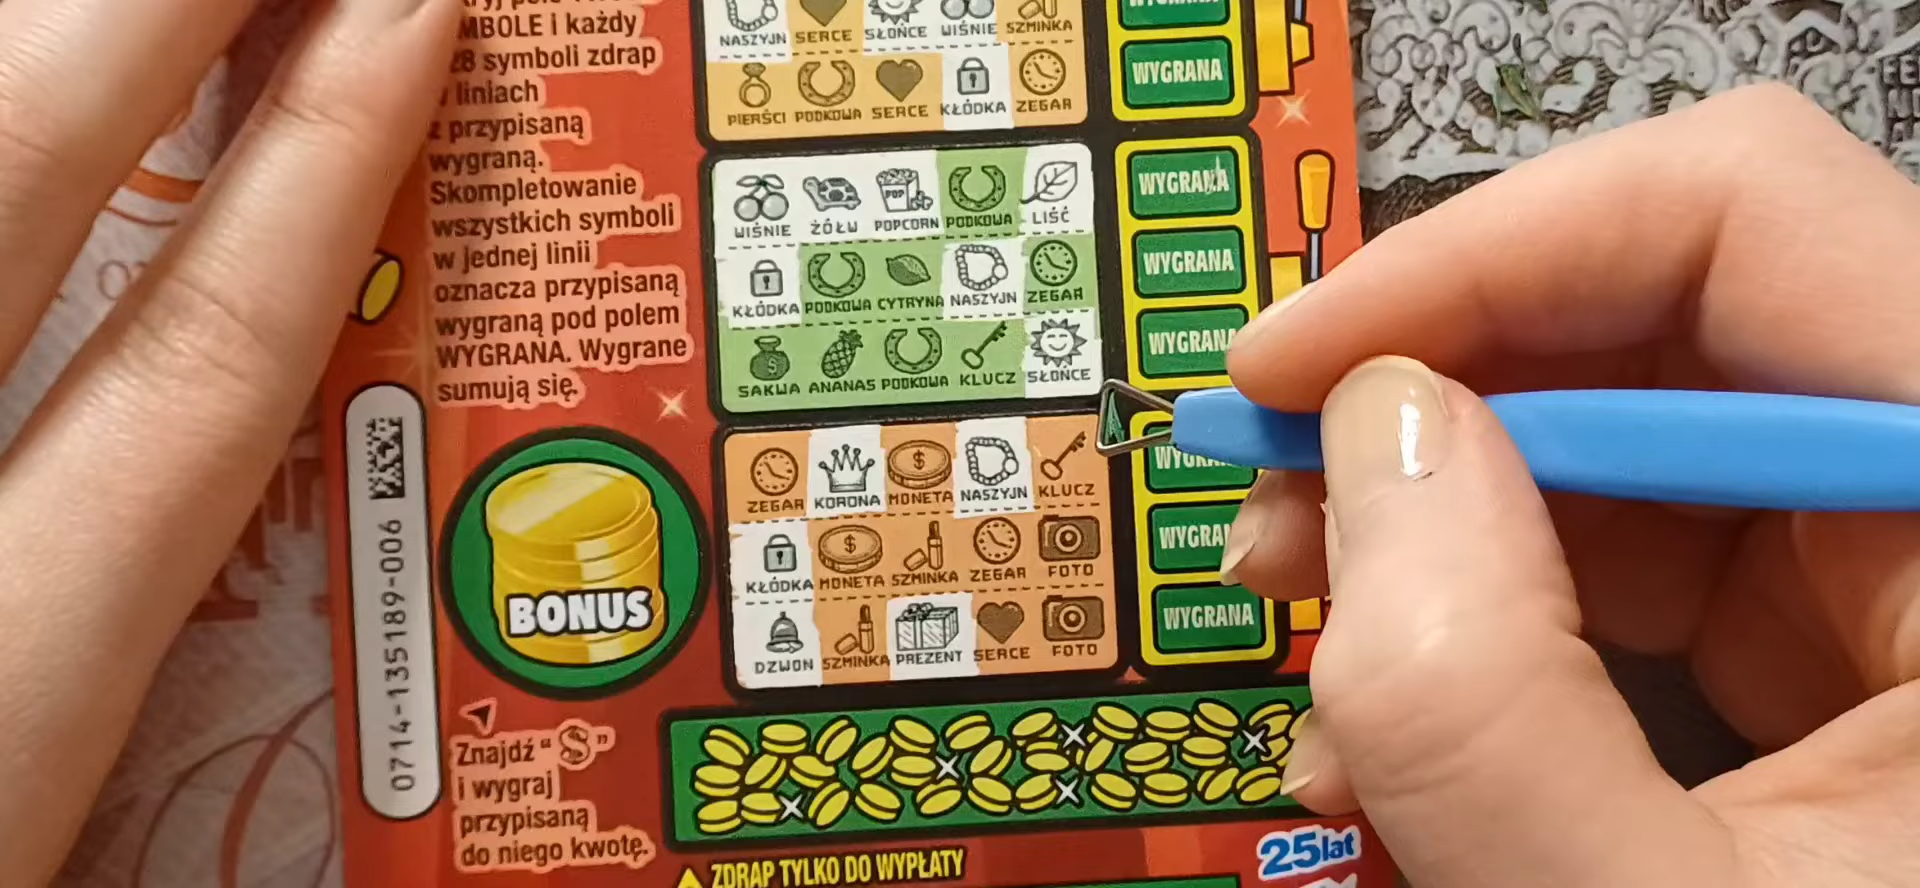 MBOLE i każdy
28 symboli zdrap
liniach
z przypisaną
wygraną.
Skompletowanie
wszystkich symboli
w jednej linii
oznacza przypisaną
wygraną pod polem
WYGRANA. Wygrane
sumują się.
NASZYJN SERCE SŁOŃCE WIŚNIE SZMINKA
WYGRANA
PIERŚCI PODKOWA SERCE KŁÓDKA ZEGAR
WYGRANA
POP
WIŚNIE ŻÓŁW POPCORN PODKOWA LIŚĆ
WYGRANA
KŁÓDKA PODKOWA CYTRYNA NASZYJN ZEGAR
WYGRANA
$
SAKWA ANANAS PODKOWA KLUCZ SŁOŃCE
WYGRANA
$
ZEGAR KORONA MONETA NASZYJN KLUCZ
$
KŁÓDKA MONETA SZMINKA ZEGAR FOTO
WYGRA
DZWON SZMINKA PREZENT SERCE FOTO
WYGRANA
0714-135189-006
BONUS
Znajdź "$"
i wygraj
przypisaną
do niego kwotę.
ZDRAP TYLKO DO WYPŁATY
25lat